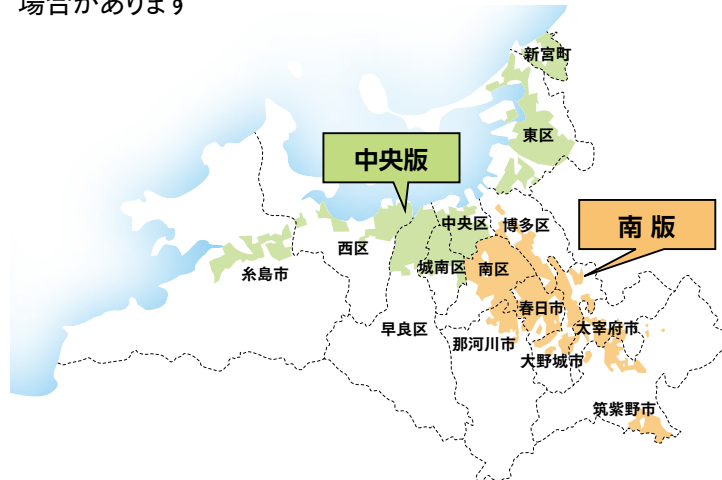 場合があります
新宮町
東区
中央版
中央区
博多区
南 版
西区
城南区
南区
糸島市
春日市
早良区
那河川市
太宰府市
大野城市
筑紫野市